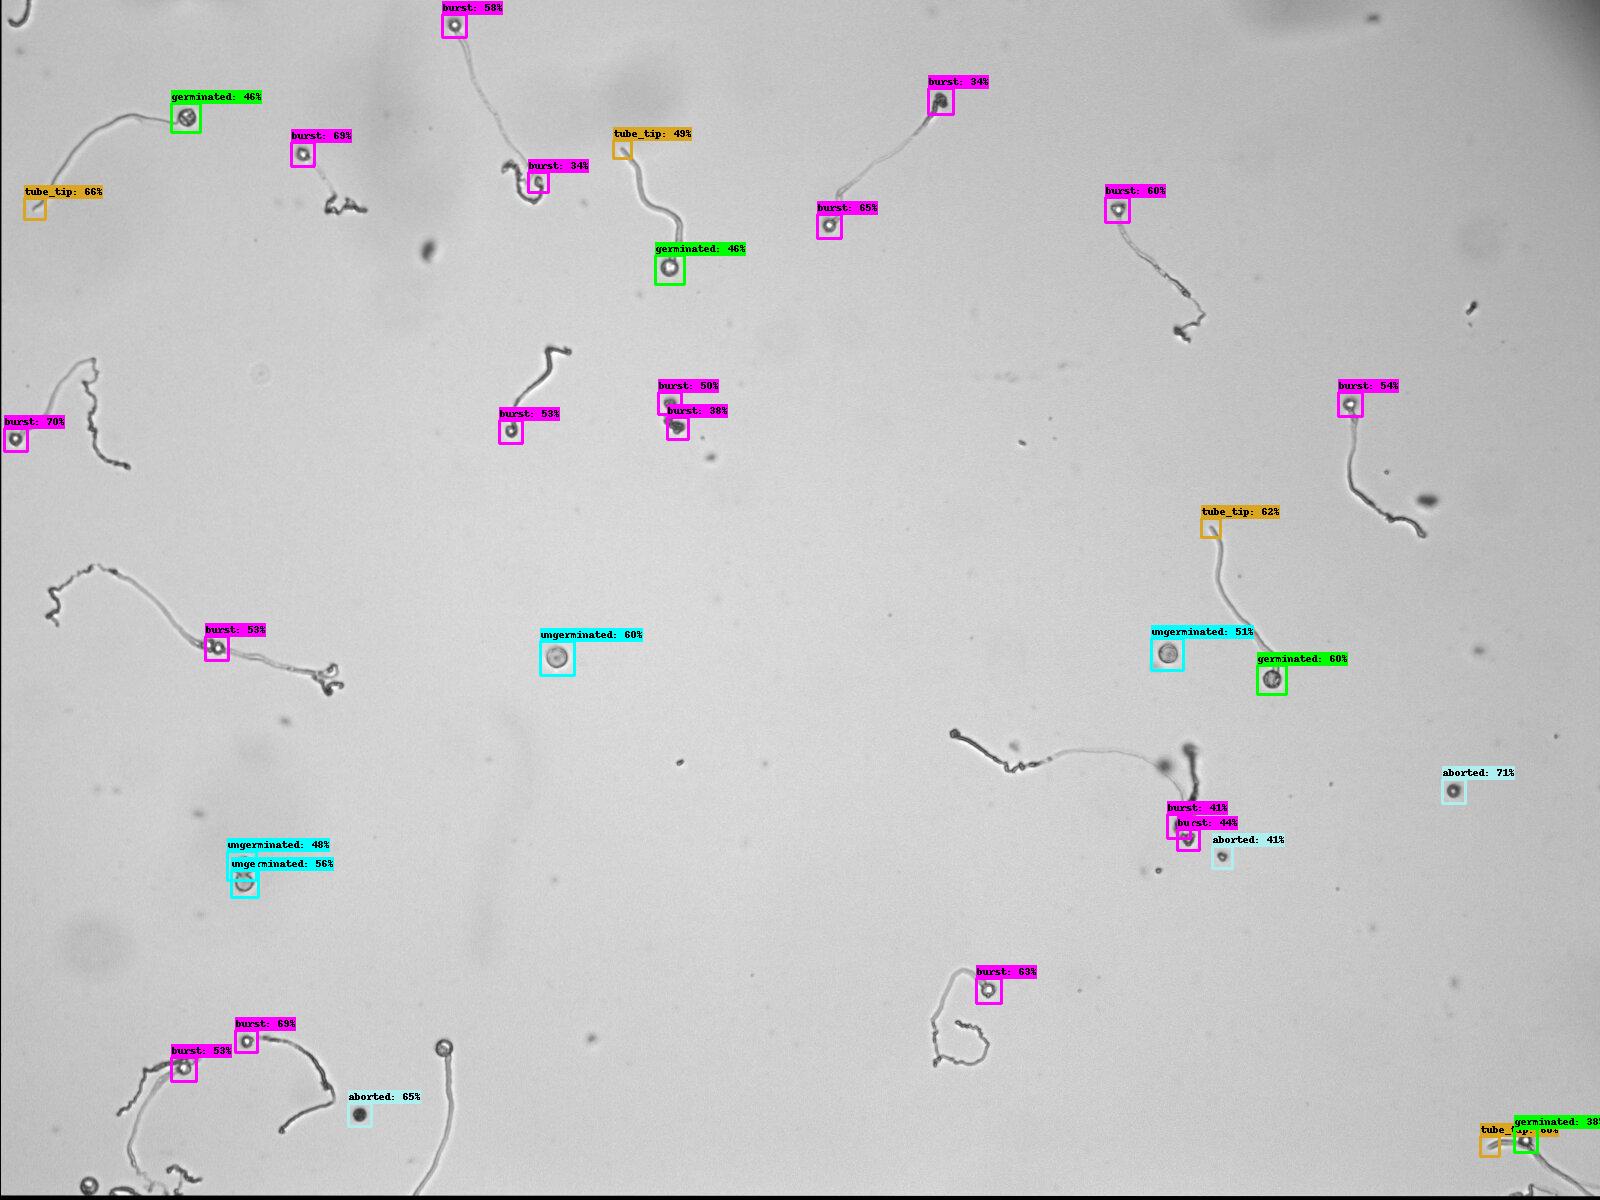 burst: 58%
burst: 34%
germinated: 46%
tube_tip: 49%
burst: 69%
burst: 34%
tube_tip: 66%
burst: 60%
burst: 65%
germinated: 46%
burst: 50%
burst: 54%
burst: 38%
burst: 53%
burst: 70%
tube_tip: 62%
burst: 53%
ungerminated: 51%
ungerminated: 60%
germinated: 60%
aborted: 71%
burst: 41%
burst: 44%
aborted: 41%
ungerminated: 48%
ungerminated: 56%
burst: 63%
burst: 69%
burst: 53%
aborted: 65%
germinated: 38%